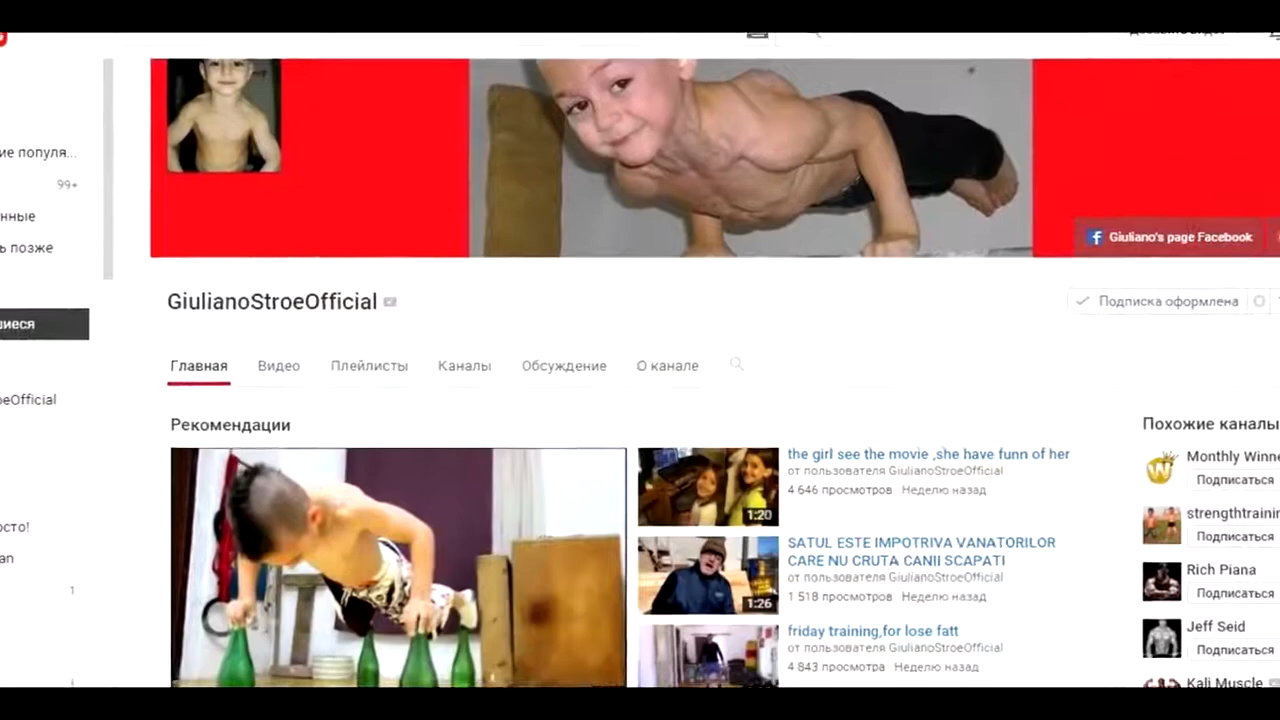 ие популя...
99+
нные
ь позже
иеся
eOfficial
осто!
an
1
Giuliano's page Facebook
GiulianoStroeOfficial
Подписка оформлена
Главная Видео Плейлисты Каналы Обсуждение О канале
Рекомендации
the girl see the movie ,she have funn of her
от пользователя GiulianoStroeOfficial
4 646 просмотров Неделю назад
1:20
SATUL ESTE IMPOTRIVA VANATORILOR
CARE NU CRUTA CANII SCAPATI
от пользователя GiulianoStroeOfficial
1 518 просмотров Неделю назад
1:26
friday training,for lose fatt
от пользователя GiulianoStroeOfficial
4 843 просмотра Неделю назад
Похожие каналы
Monthly Winne
Подписаться
strengthtrainin
Подписаться
Rich Piana
Подписаться
Jeff Seid
Подписаться
Kali Muscle